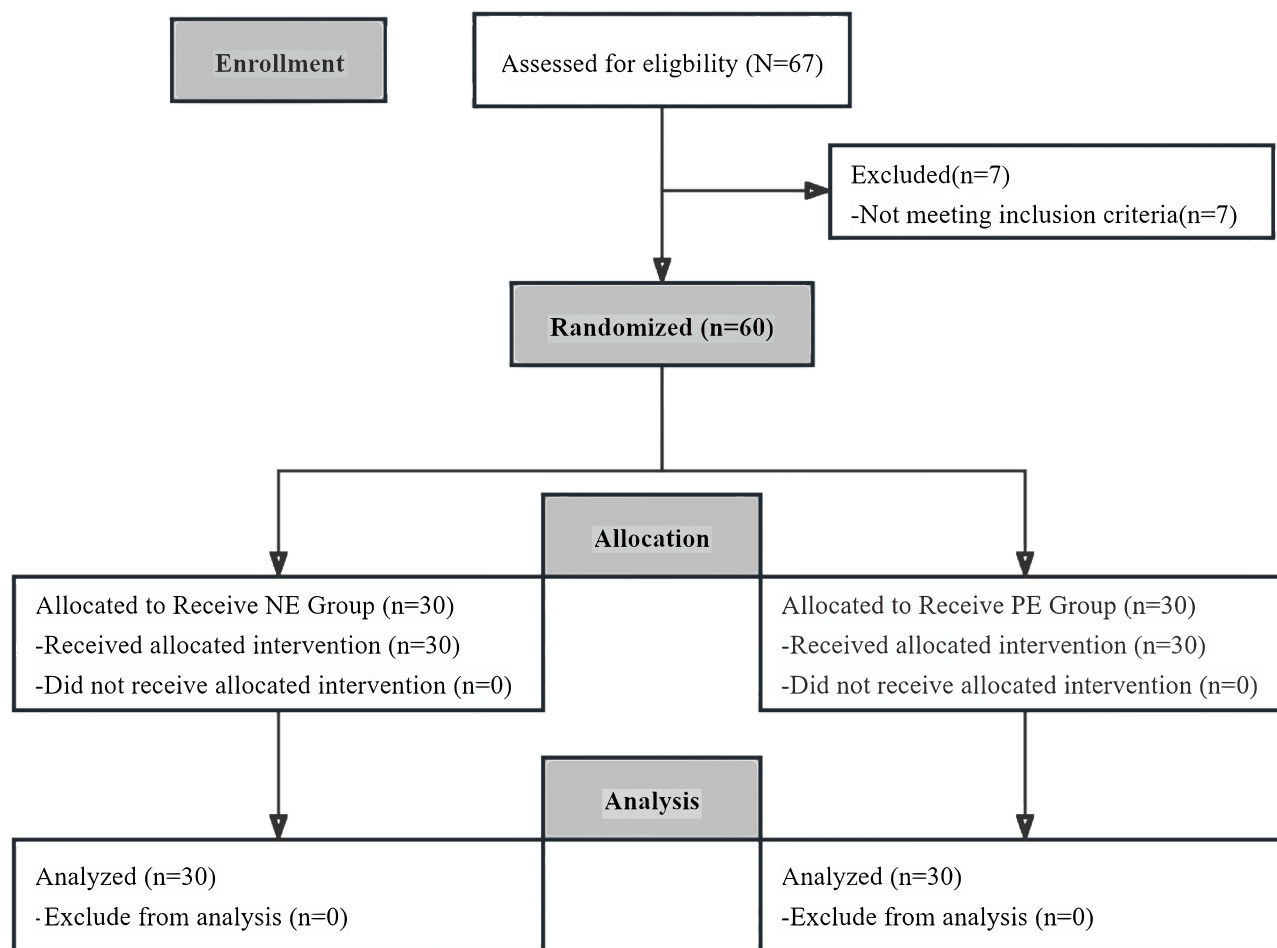 Enrollment
Assessed for eligbility (N=67)
Excluded(n=7)
-Not meeting inclusion criteria(n=7)
Randomized (n=60)
Allocation
Allocated to Receive NE Group (n=30)
-Received allocated intervention (n=30)
-Did not receive allocated intervention (n=0)
Allocated to Receive PE Group (n=30)
-Received allocated intervention (n=30)
-Did not receive allocated intervention (n=0)
Analysis
Analyzed (n=30)
-Exclude from analysis (n=0)
Analyzed (n=30)
-Exclude from analysis (n=0)